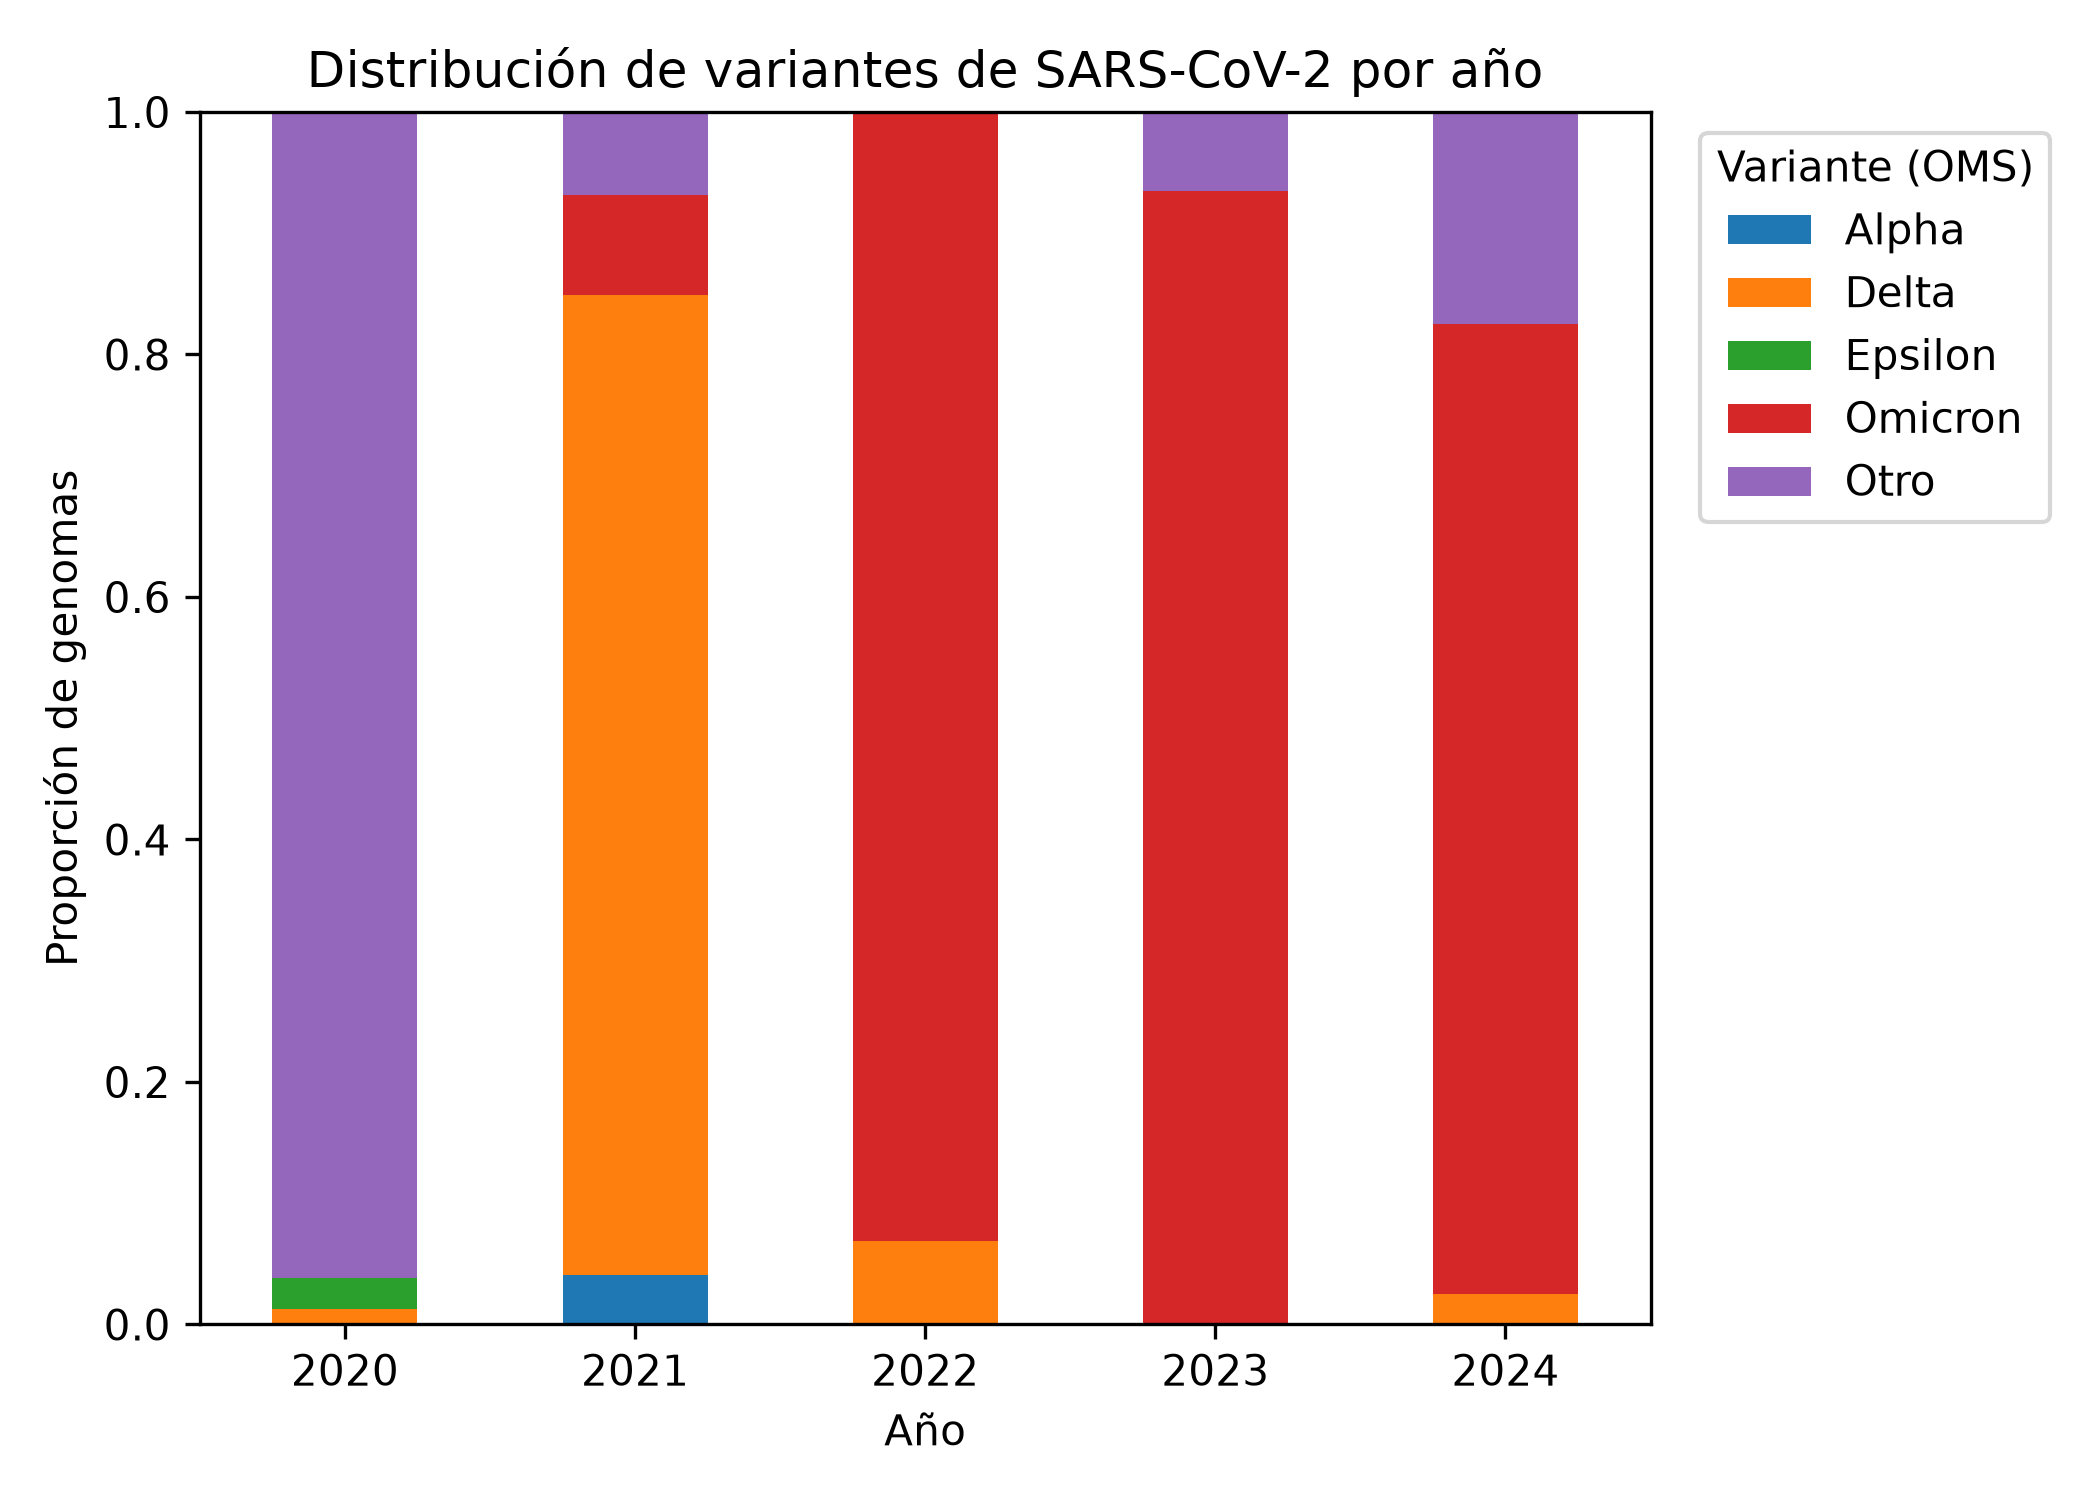 Distribución de variantes de SARS-CoV-2 por año
1.0
0.8
0.6
0.4
0.2
0.0
Proporción de genomas
2020 2021 2022 2023 2024
Año
Variante (OMS)
Alpha
Delta
Epsilon
Omicron
Otro